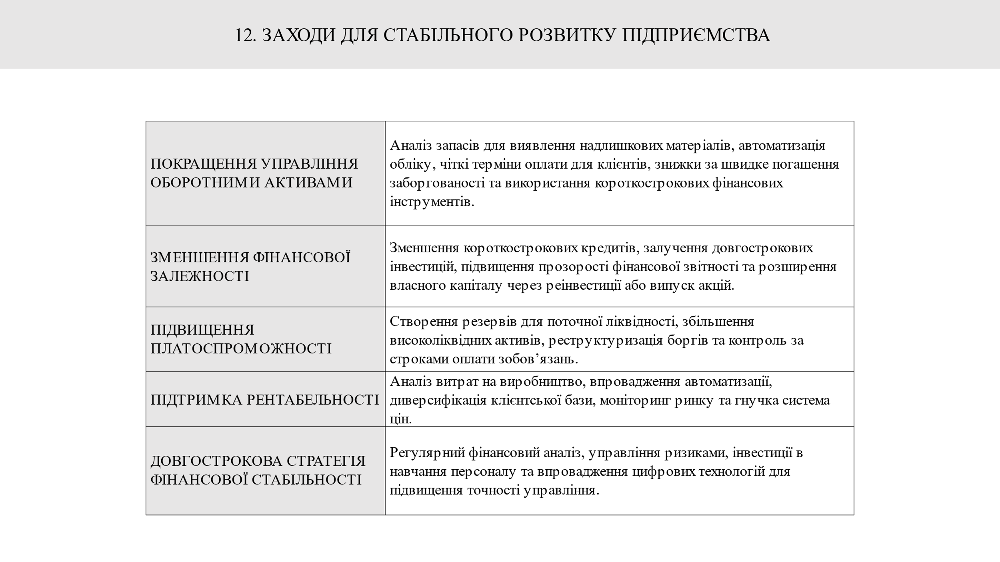 12. ЗАХОДИ ДЛЯ СТАБІЛЬНОГО РОЗВИТКУ ПІДПРИЄМСТВА
ПОКРАЩЕННЯ УПРАВЛІННЯ
ОБОРОТНИМИ АКТИВАМИ
Аналіз запасів для виявлення надлишкових матеріалів, автоматизація
обліку, чіткі терміни оплати для клієнтів, знижки за швидке погашення
заборгованості та використання короткострокових фінансових
інструментів.
ЗМЕНШЕННЯ ФІНАНСОВОЇ
ЗАЛЕЖНОСТІ
Зменшення короткострокових кредитів, залучення довгострокових
інвестицій, підвищення прозорості фінансової звітності та розширення
власного капіталу через реінвестиції або випуск акцій.
ПІДВИЩЕННЯ
ПЛАТОСПРОМОЖНОСТІ
Створення резервів для поточної ліквідності, збільшення
високоліквідних активів, реструктуризація боргів та контроль за
строками оплати зобов’язань.
ПІДТРИМКА РЕНТАБЕЛЬНОСТІ
Аналіз витрат на виробництво, впровадження автоматизації,
диверсифікація клієнтської бази, моніторинг ринку та гнучка система
цін.
ДОВГОСТРОКОВА СТРАТЕГІЯ
ФІНАНСОВОЇ СТАБІЛЬНОСТІ
Регулярний фінансовий аналіз, управління ризиками, інвестиції в
навчання персоналу та впровадження цифрових технологій для
підвищення точності управління.